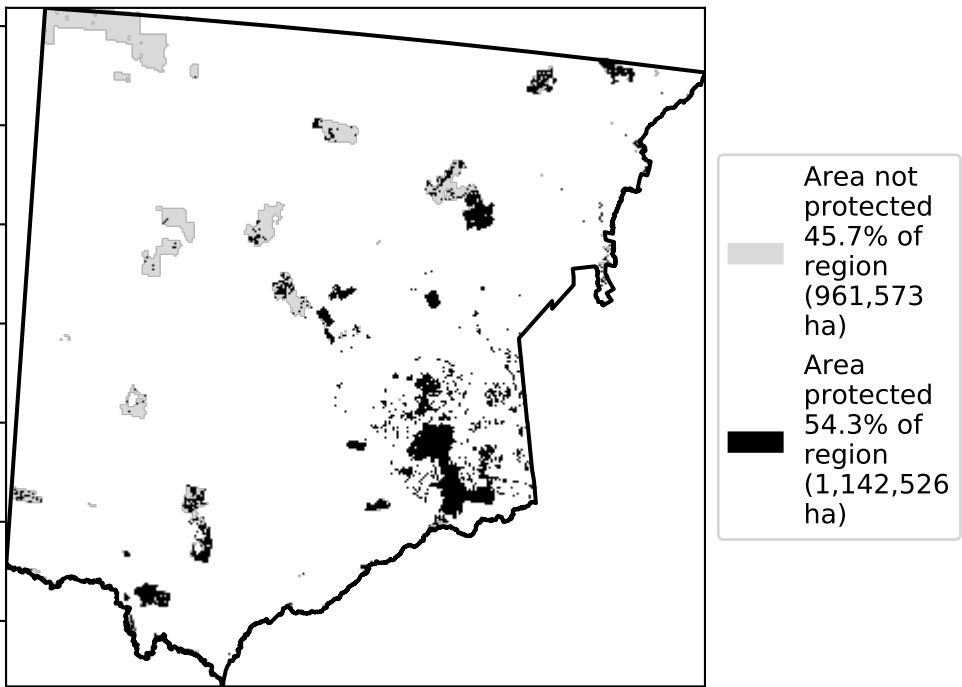 Area not
protected
45.7% of
region
(961,573
ha)
Area
protected
54.3% of
region
(1,142,526
ha)